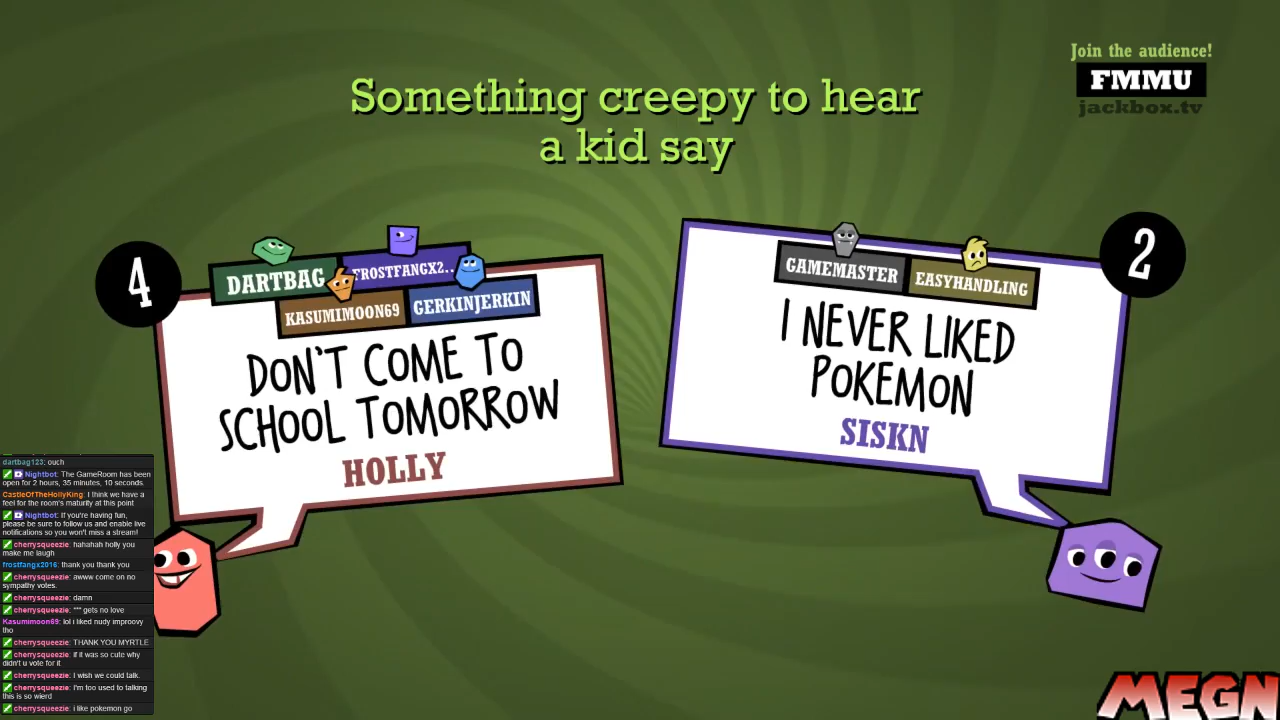 Join the audience!
FMMU
jackbox.tv
Something creepy to hear
a kid say
4
DARTBAG
FROSTFANGX2..
KASUMIMOON69
GERKINJERKIN
DON'T COME TO
SCHOOL TOMORROW
HOLLY
2
GAMEMASTER
EASYHANDLING
I NEVER LIKED
POKEMON
SISKN
dartbag123: ouch
Nightbot: The GameRoom has been
open for 2 hours, 35 minutes, 10 seconds.
CastleOfTheHollyKing: I think we have a
feel for the room's maturity at this point
Nightbot: If you're having fun,
please be sure to follow us and enable live
notifications so you won't miss a stream!
cherrysqueezie: hahahah holly you
make me laugh
frostfangx2016: thank you thank you
cherrysqueezie: awww come on no
sympathy votes.
cherrysqueezie: damn
cherrysqueezie: *** gets no love
Kasumimoon69: lol i liked nudy improovy
tho
cherrysqueezie: THANK YOU MYRTLE
cherrysqueezie: if it was so cute why
didn't u vote for it
cherrysqueezie: I wish we could talk.
cherrysqueezie: I'm too used to talking
this is so wierd
cherrysqueezie: i like pokemon go
MEGN